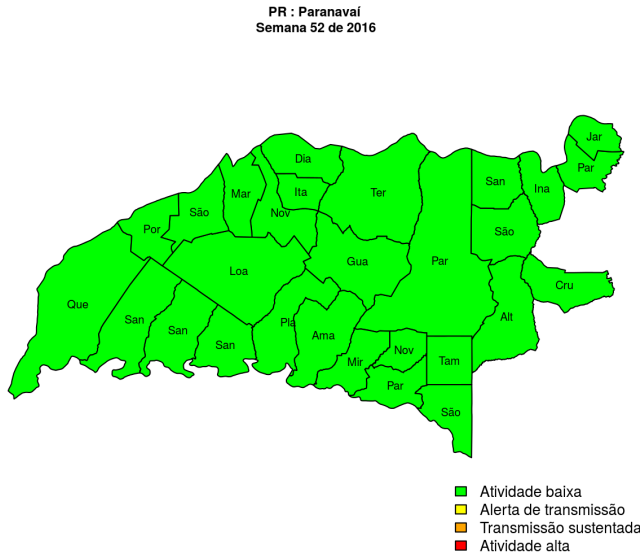 PR : Paranavaí
Semana 52 de 2016
Jar
Dia
Par
Ita
Mar
Ter
San
Ina
São
Nov
Por
São
Loa
Gua
Par
Cru
Que
San
San
San
Pla
Ama
Alt
Nov
Mir
Tam
Par
São
Atividade baixa
Alerta de transmissão
Transmissão sustentada
Atividade alta